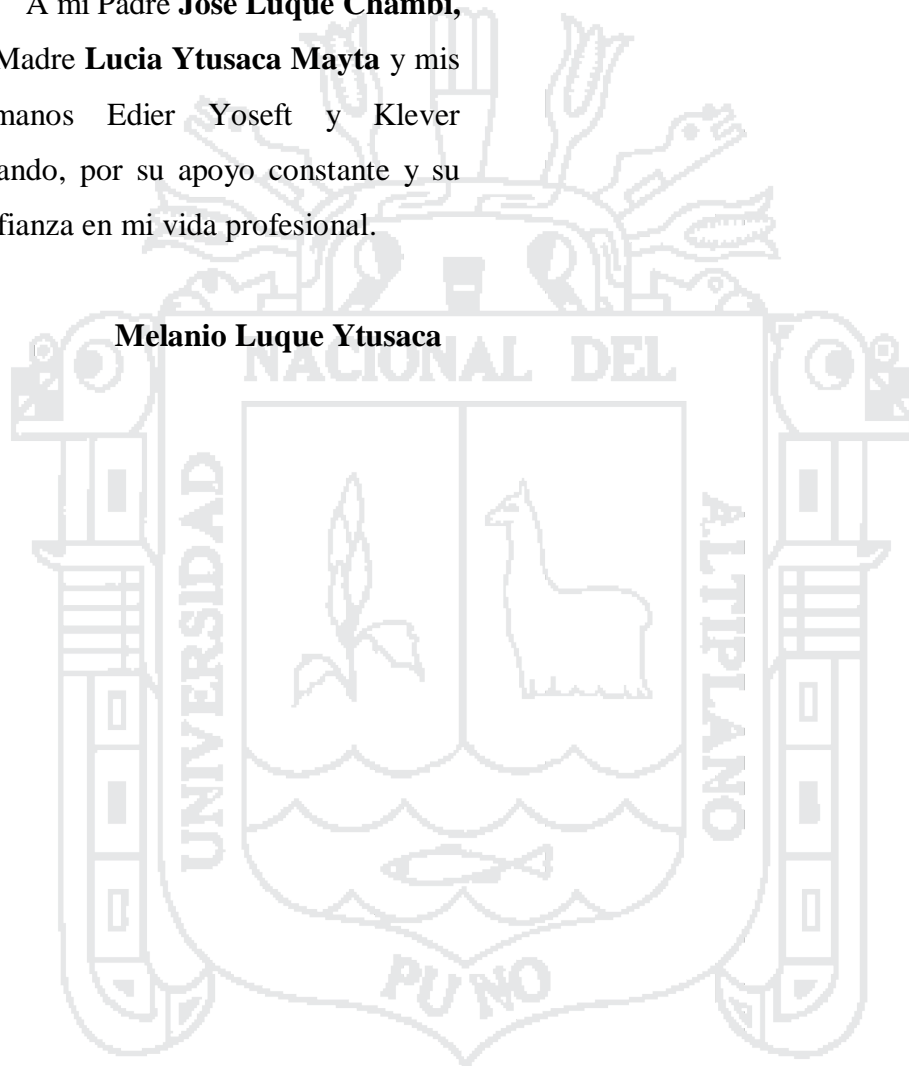 A mi Padre Jose Luque Chambi,
Madre Lucia Ytusaca Mayta y mis
manos Edier Yoseft y Klever
ando, por su apoyo constante y su
fianza en mi vida profesional.
Melanio Luque Ytusaca
NACIONAL DEL
UNIVERSIDAD
ALTIPLANO
PUNO